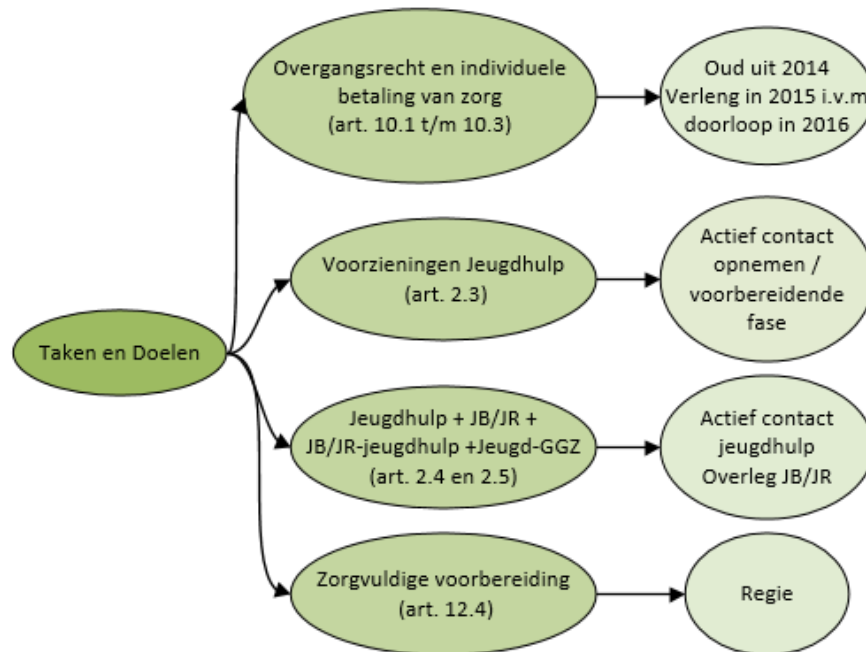 Overgangsrecht en individuele
betaling van zorg
(art. 10.1 t/m 10.3)
Oud uit 2014
Verleng in 2015 i.v.m
doorloop in 2016
Voorzieningen Jeugdhulp
(art. 2.3)
Actief contact
opnemen /
voorbereidende
fase
Taken en Doelen
Jeugdhulp + JB/JR +
JB/JR-jeugdhulp +Jeugd-GGZ
(art. 2.4 en 2.5)
Actief contact
jeugdhulp
Overleg JB/JR
Zorgvuldige voorbereiding
(art. 12.4)
Regie